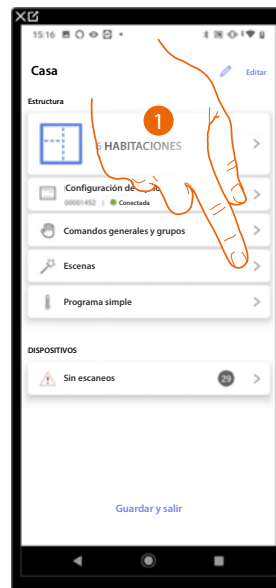 15:16
Casa
Editar
Estructura
1
6 HABITACIONES
Configuración de
00001452 | Conectada
Comandos generales y grupos
Escenas
Programa simple
DISPOSITIVOS
Sin escaneos
29
Guardar y salir